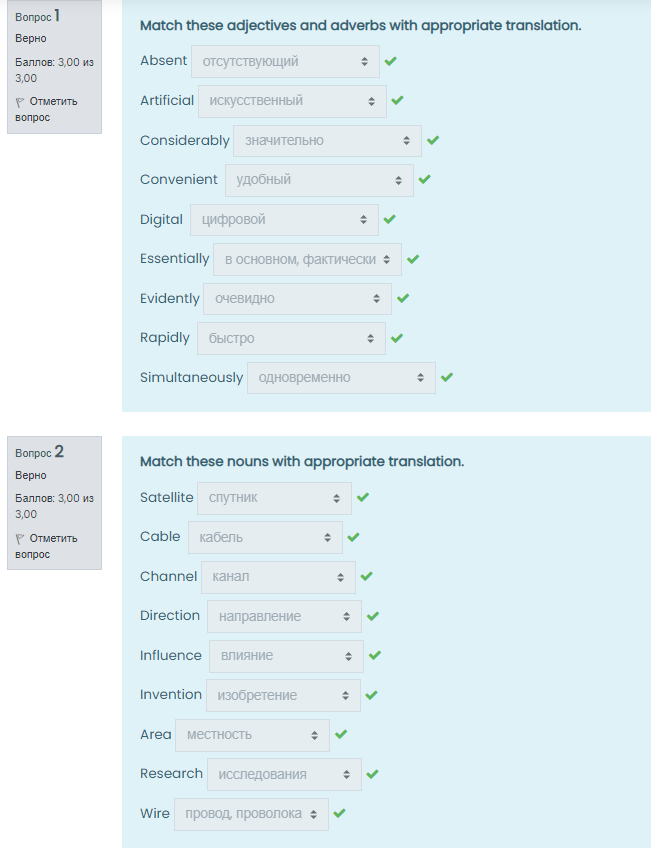 Вопрос 1
Верно
Баллов: 3,00 из
3,00
Отметить
вопрос
Match these adjectives and adverbs with appropriate translation.
Absent отсутствующий
Artificial искусственный
Considerably значительно
Convenient удобный
Digital цифровой
Essentially в основном, фактически
Evidently очевидно
Rapidly быстро
Simultaneously одновременно
Вопрос 2
Верно
Баллов: 3,00 из
3,00
Отметить
вопрос
Match these nouns with appropriate translation.
Satellite спутник
Cable кабель
Channel канал
Direction направление
Influence влияние
Invention изобретение
Area местность
Research исследования
Wire провод, проволока